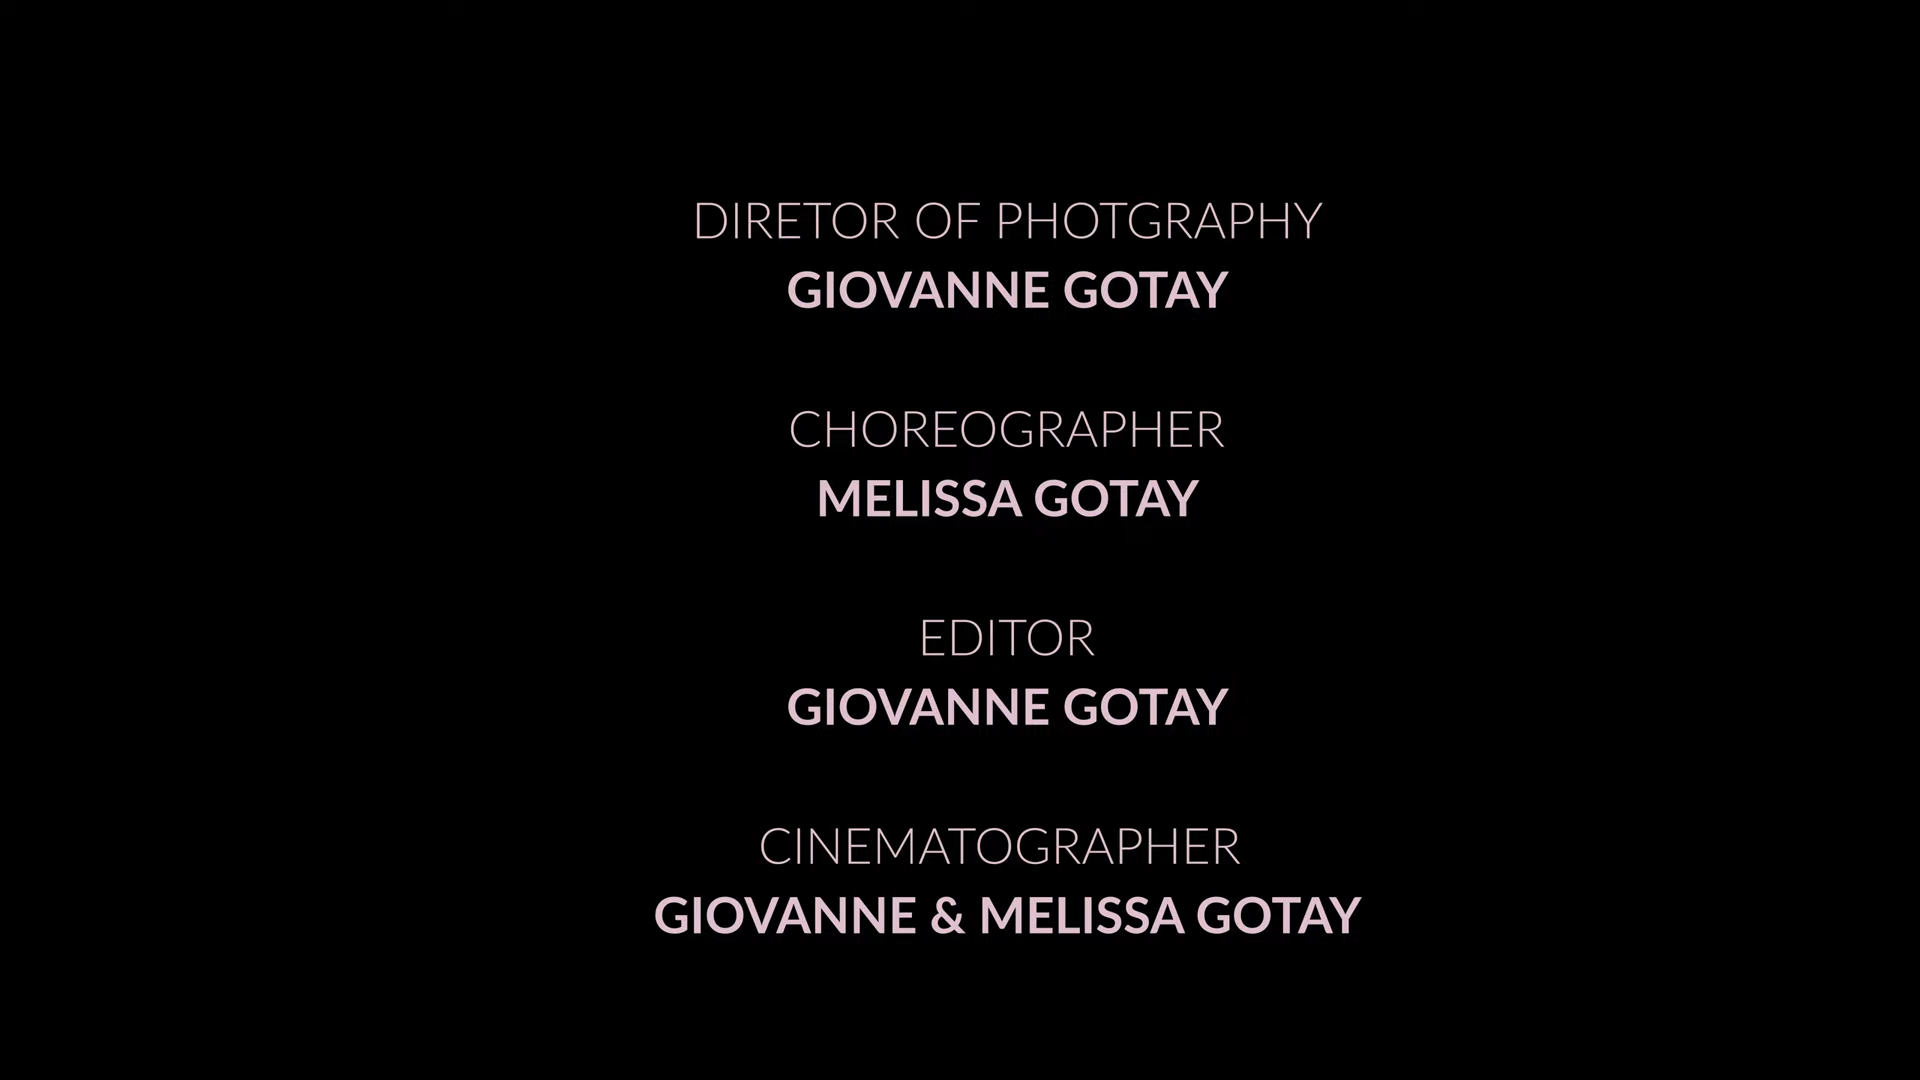 DIRETOR OF PHOTGRAPHY
GIOVANNE GOTAY
CHOREOGRAPHER
MELISSA GOTAY
EDITOR
GIOVANNE GOTAY
CINEMATOGRAPHER
GIOVANNE & MELISSA GOTAY